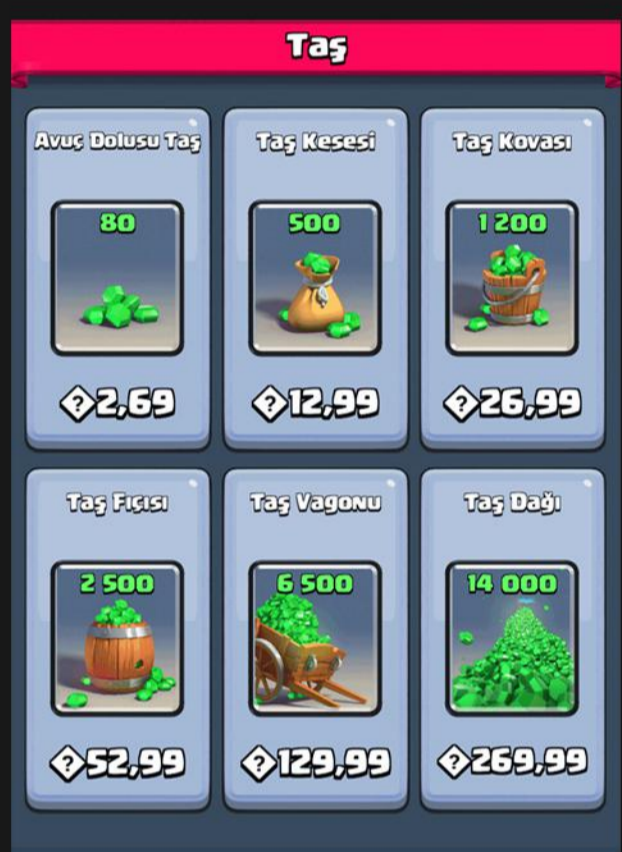 Taş
Avuç Dolusu Taş
80
2,69
Taş Kesesi
500
12,99
Taş Kovası
1 200
26,99
Taş Fıçısı
2 500
52,99
Taş Vagonu
6 500
129,99
Taş Dağı
14 000
269,99